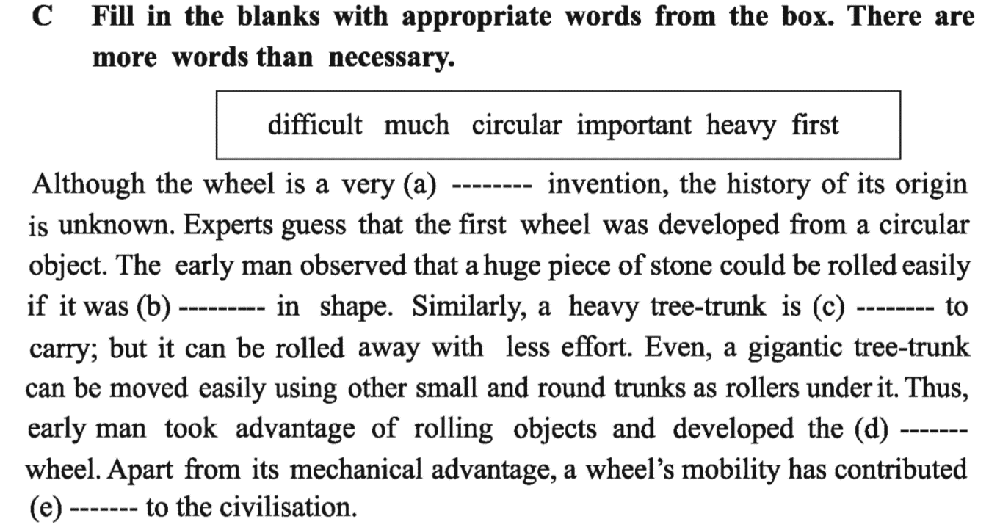 C Fill in the blanks with appropriate words from the box. There are
more words than necessary.
difficult much circular important heavy first
Although the wheel is a very (a) -------- invention, the history of its origin
is unknown. Experts guess that the first wheel was developed from a circular
object. The early man observed that a huge piece of stone could be rolled easily
if it was (b) --------- in shape. Similarly, a heavy tree-trunk is (c) -------- to
carry; but it can be rolled away with less effort. Even, a gigantic tree-trunk
can be moved easily using other small and round trunks as rollers under it. Thus,
early man took advantage of rolling objects and developed the (d) -------
wheel. Apart from its mechanical advantage, a wheel's mobility has contributed
(e) ------- to the civilisation.